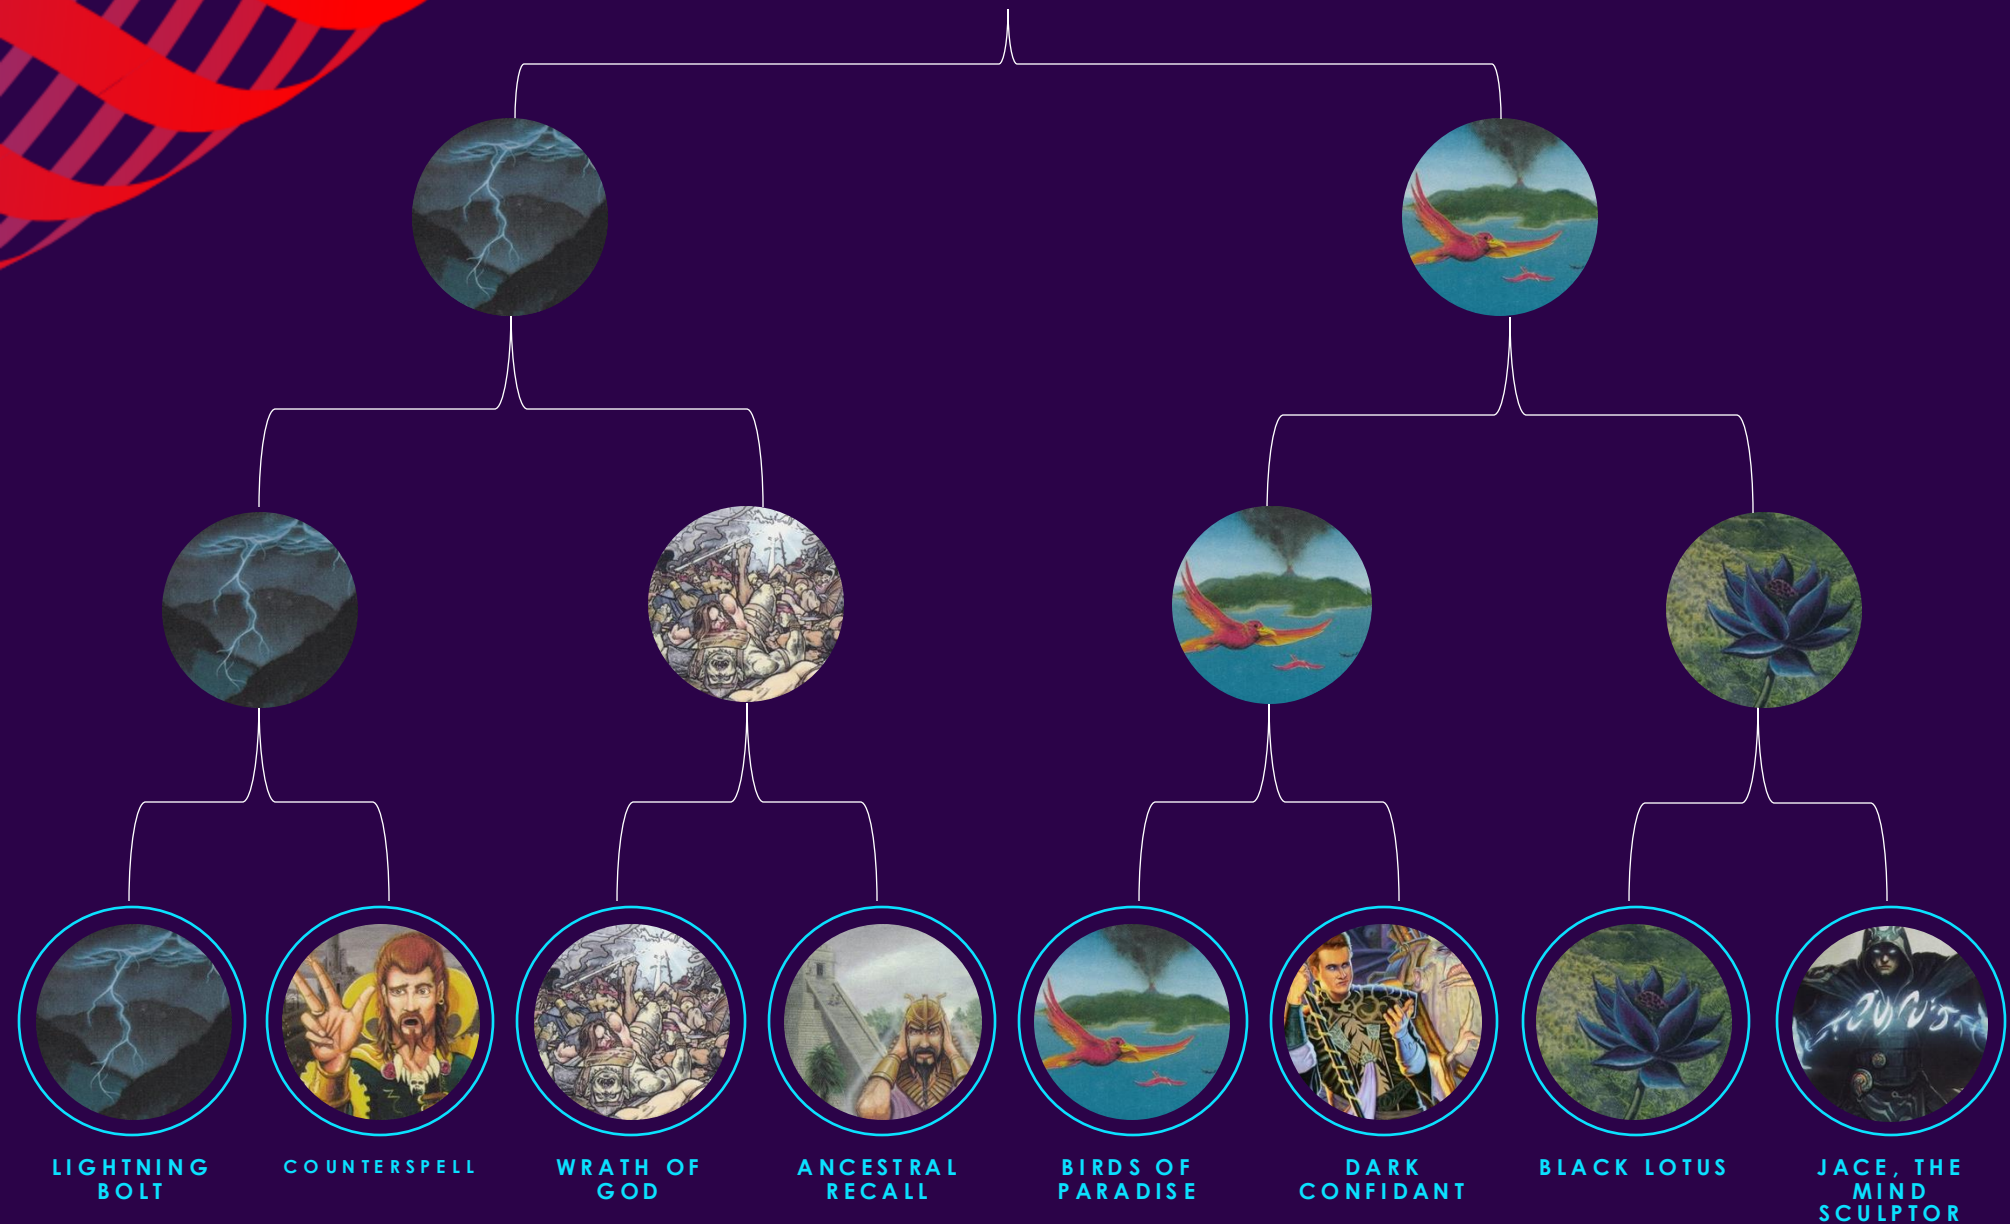 LIGHTNING
BOLT
COUNTERSPELL
WRATH OF
GOD
ANCESTRAL
RECALL
BIRDS OF
PARADISE
DARK
CONFIDANT
BLACK LOTUS
JACE, THE
MIND
SCULPTOR